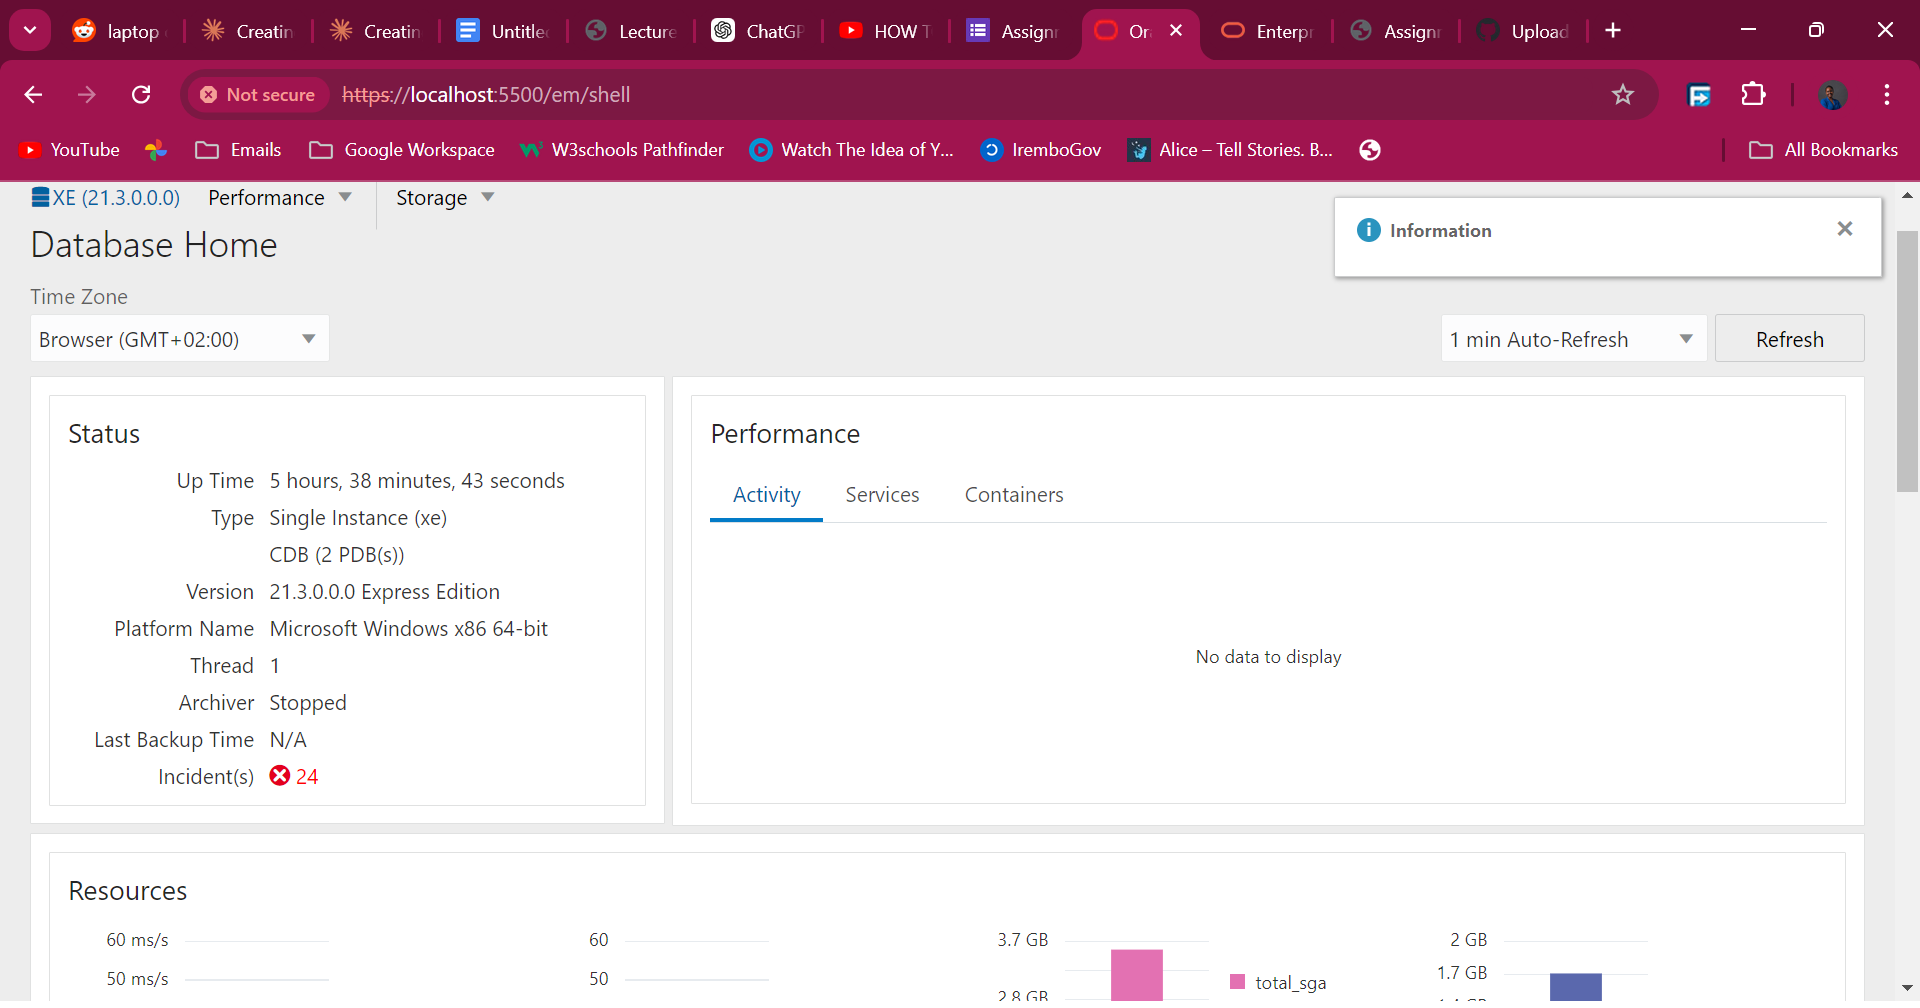 laptop
Creatin
Creatin
Untitle
Lecture
ChatGP
HOW T
Assignr
Or
Enterpr
Assignr
Upload
Not secure
https://localhost:5500/em/shell
YouTube
Emails
Google Workspace
W3schools Pathfinder
Watch The Idea of Y...
IremboGov
Alice – Tell Stories. B...
All Bookmarks
XE (21.3.0.0.0)
Performance
Storage
Information
Database Home
Time Zone
Browser (GMT+02:00)
1 min Auto-Refresh
Refresh
Status
Up Time 5 hours, 38 minutes, 43 seconds
Type Single Instance (xe)
CDB (2 PDB(s))
Version 21.3.0.0.0 Express Edition
Platform Name Microsoft Windows x86 64-bit
Thread 1
Archiver Stopped
Last Backup Time N/A
Incident(s) 24
Performance
Activity Services Containers
No data to display
Resources
60 ms/s
50 ms/s
60
50
3.7 GB
2.8 GB
total_sga
2 GB
1.7 GB